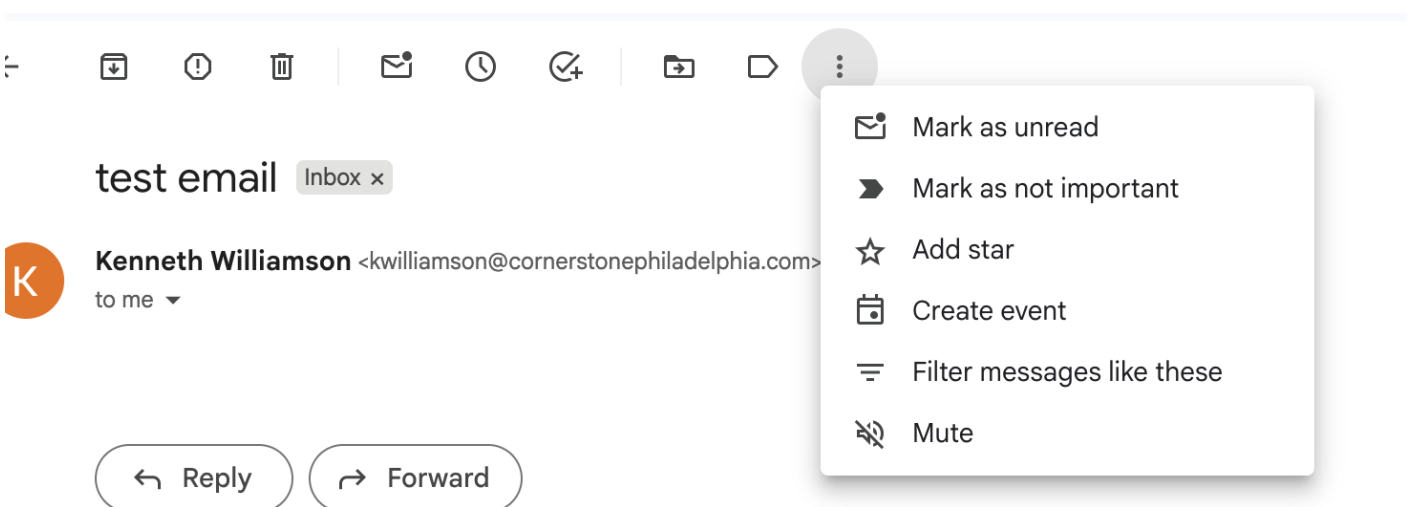 Mark as unread
Mark as not important
Add star
Create event
Filter messages like these
Mute
test email Inbox ×
K
Kenneth Williamson <kwilliamson@cornerstonephiladelphia.com>
to me
Reply Forward